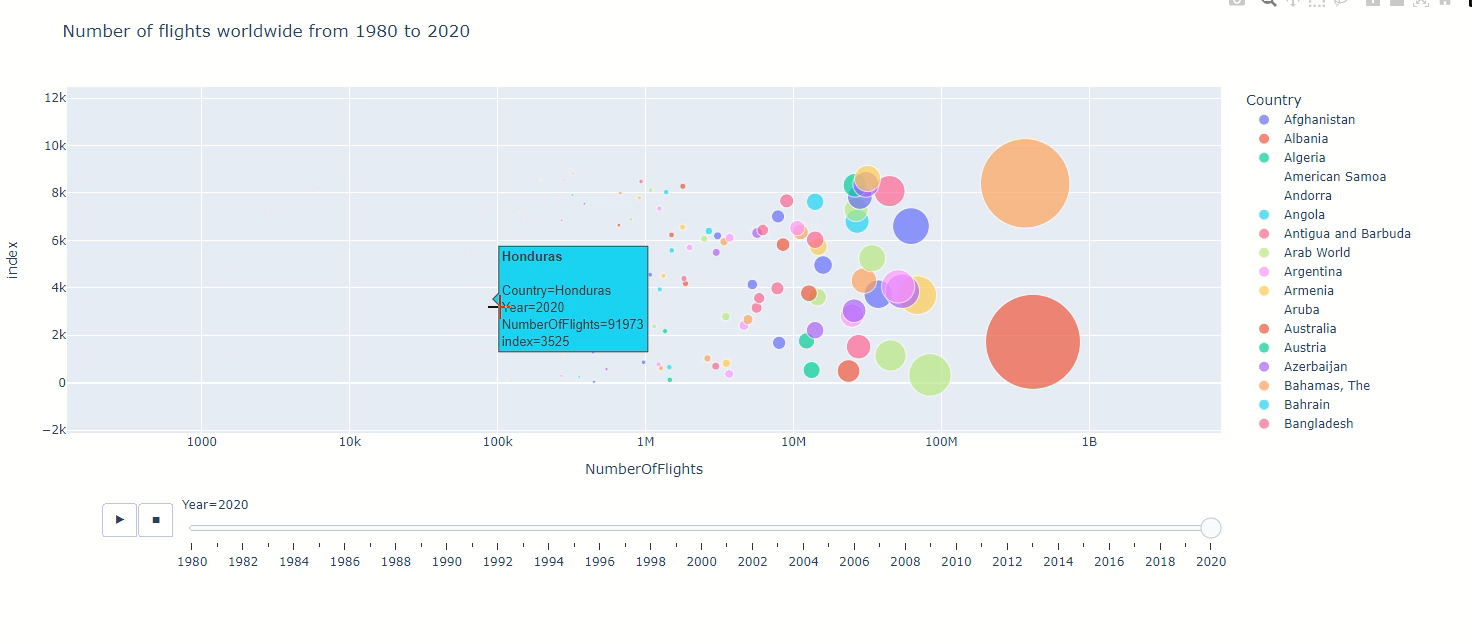 Number of flights worldwide from 1980 to 2020
12k
10k
8k
6k
4k
2k
0
−2k
index
Honduras
Country=Honduras
Year=2020
NumberOfFlights=91973
index=3525
1000 10k 100k 1M 10M 100M 1B
NumberOfFlights
Country
Afghanistan
Albania
Algeria
American Samoa
Andorra
Angola
Antigua and Barbuda
Arab World
Argentina
Armenia
Aruba
Australia
Austria
Azerbaijan
Bahamas, The
Bahrain
Bangladesh
Year=2020
1980 1982 1984 1986 1988 1990 1992 1994 1996 1998 2000 2002 2004 2006 2008 2010 2012 2014 2016 2018 2020